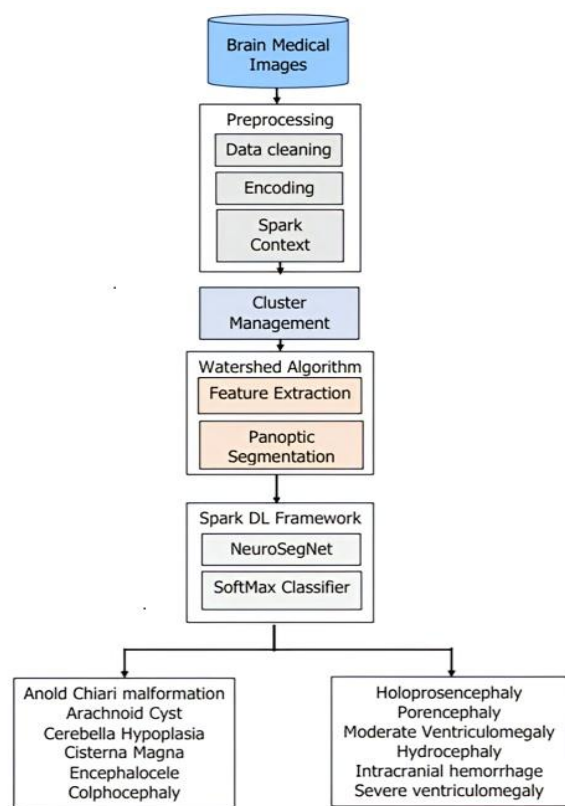 Brain Medical
Images
Preprocessing
Data cleaning
Encoding
Spark
Context
Cluster
Management
Watershed Algorithm
Feature Extraction
Panoptic
Segmentation
Spark DL Framework
NeuroSegNet
SoftMax Classifier
Anold Chiari malformation
Arachnoid Cyst
Cerebella Hypoplasia
Cisterna Magna
Encephalocele
Colphocephaly
Holoprosencephaly
Porencephaly
Moderate Ventriculomegaly
Hydrocephaly
Intracranial hemorrhage
Severe ventriculomegaly